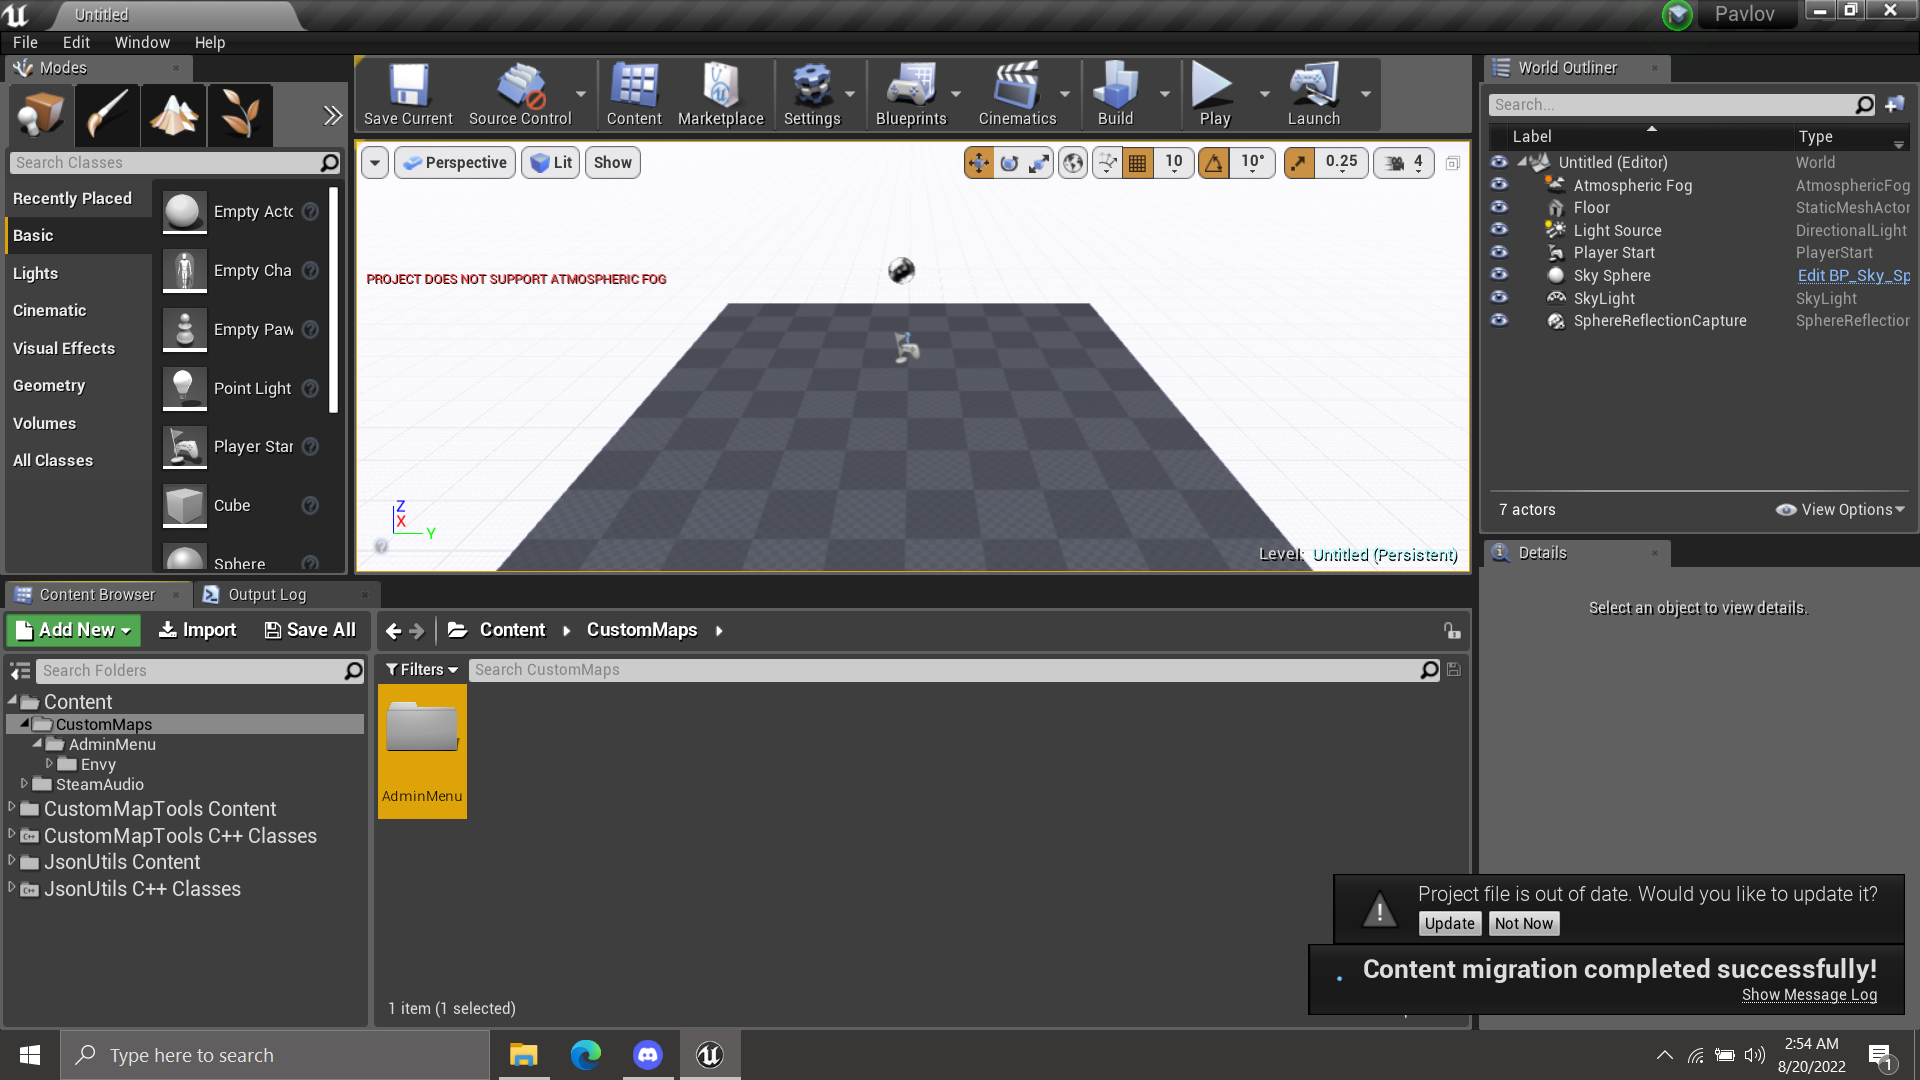 Untitled
Pavlov
File Edit Window Help
Modes
Search Classes
Recently Placed
Basic
Lights
Cinematic
Visual Effects
Geometry
Volumes
All Classes
Empty Acto
Empty Cha
Empty Paw
Point Light
Player Star
Cube
Sphere
Save Current
Source Control
Content
Marketplace
Settings
Blueprints
Cinematics
Build
Play
Launch
Perspective
Lit
Show
10
10°
0.25
4
PROJECT DOES NOT SUPPORT ATMOSPHERIC FOG
Z
X
Y
Level: Untitled (Persistent)
World Outliner
Search...
Label Type
Untitled (Editor) World
Atmospheric Fog AtmosphericFog
Floor StaticMeshActor
Light Source DirectionalLight
Player Start PlayerStart
Sky Sphere Edit BP_Sky_Sp
SkyLight SkyLight
SphereReflectionCapture SphereReflection
7 actors
View Options
Details
Select an object to view details.
Content Browser
Output Log
Add New
Import
Save All
Content
CustomMaps
Search Folders
Filters
Search CustomMaps
Content
CustomMaps
AdminMenu
Envy
SteamAudio
CustomMapTools Content
CustomMapTools C++ Classes
JsonUtils Content
JsonUtils C++ Classes
AdminMenu
1 item (1 selected)
Project file is out of date. Would you like to update it?
Update
Not Now
Content migration completed successfully!
Show Message Log
Type here to search
2:54 AM
8/20/2022
1